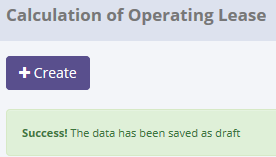 Calculation of Operating Lease
+ Create
Success! The data has been saved as draft